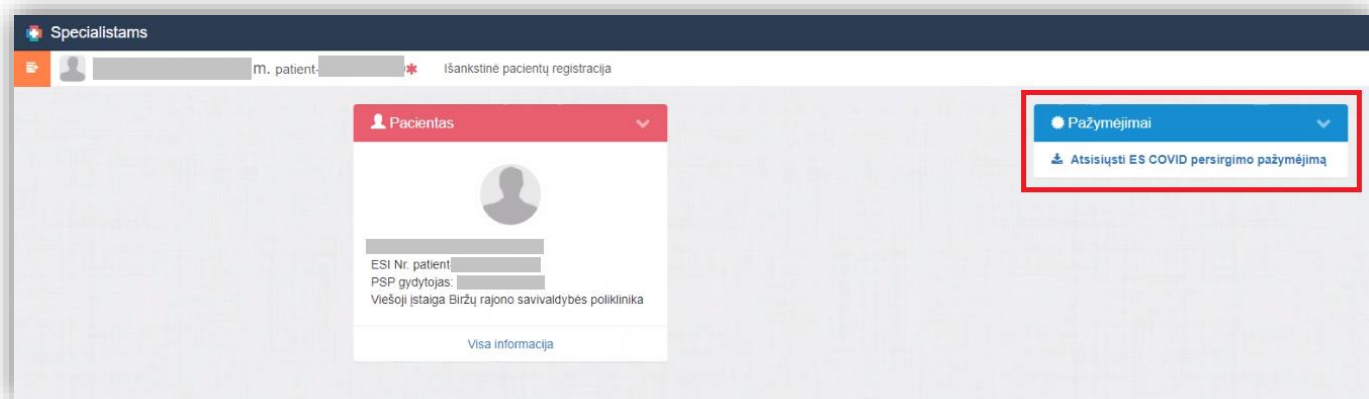 Specialistams
m. patient- * Išankstinė pacientų registracija
Pacientas
ESI Nr. patient-
PSP gydytojas:
Viešoji įstaiga Biržų rajono savivaldybės poliklinika
Visa informacija
Pažymėjimai
Atsisiųsti ES COVID persirgimo pažymėjimą